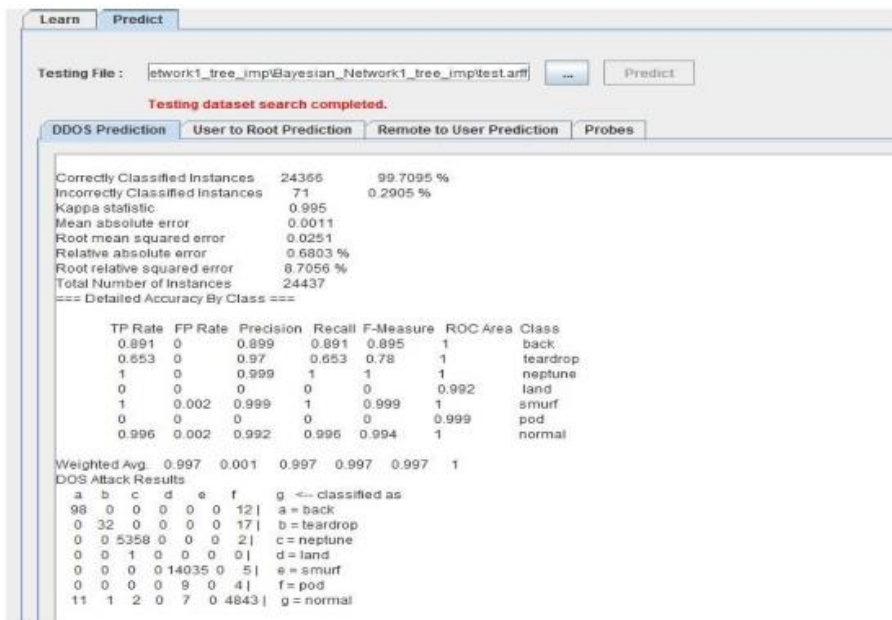 Learn Predict
Testing File : etwork1_tree_imp\Bayesian_Network1_tree_imp\test.arff ... Predict
Testing dataset search completed.
DDOS Prediction User to Root Prediction Remote to User Prediction Probes
Correctly Classified Instances 24366 99.7095 %
Incorrectly Classified Instances 71 0.2905 %
Kappa statistic 0.995
Mean absolute error 0.0011
Root mean squared error 0.0251
Relative absolute error 0.6803 %
Root relative squared error 8.7056 %
Total Number of Instances 24437
=== Detailed Accuracy By Class ===
TP Rate FP Rate Precision Recall F-Measure ROC Area Class
0.891 0 0.899 0.891 0.895 1 back
0.653 0 0.97 0.653 0.78 1 teardrop
1 0 0.999 1 1 1 neptune
0 0 0 0 0 0.992 land
1 0.002 0.999 1 0.999 1 smurf
0 0 0 0 0 0.999 pod
0.996 0.002 0.992 0.996 0.994 1 normal
Weighted Avg. 0.997 0.001 0.997 0.997 0.997 1
DOS Attack Results
a b c d e f g <-- classified as
98 0 0 0 0 0 12 | a = back
0 32 0 0 0 0 17 | b = teardrop
0 0 5358 0 0 0 2 | c = neptune
0 0 1 0 0 0 0 | d = land
0 0 0 0 14035 0 5 | e = smurf
0 0 0 0 9 0 4 | f = pod
11 1 2 0 7 0 4843 | g = normal